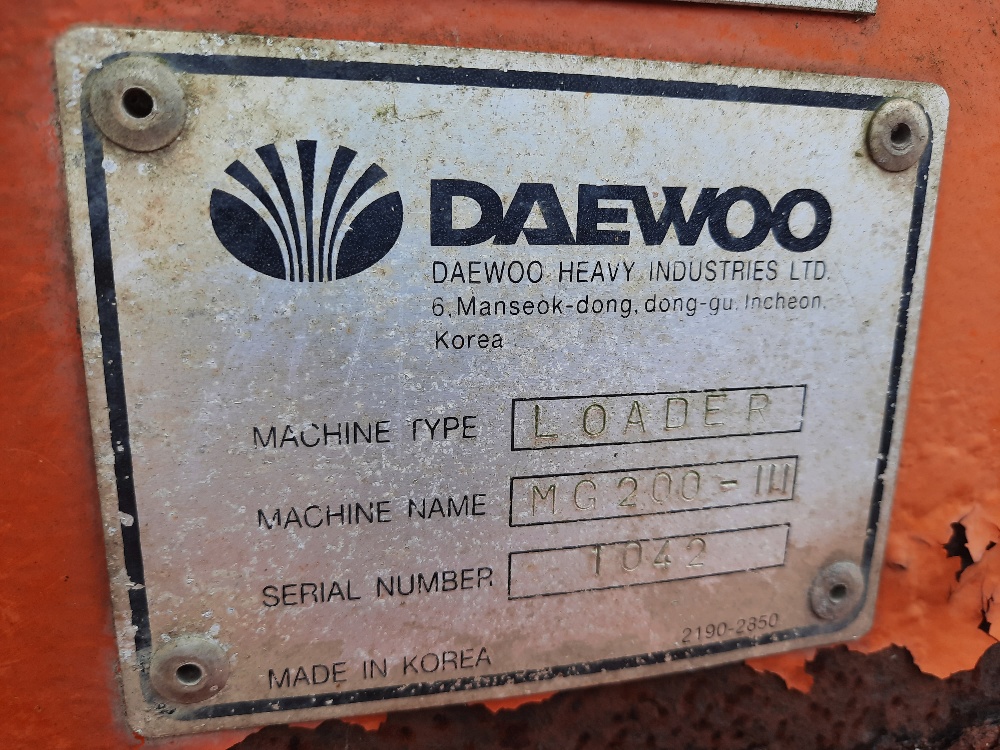 DAEWOO
DAEWOO HEAVY INDUSTRIES LTD.
6, Manseok-dong, dong-gu, Incheon,
Korea
MACHINE TYPE LOADER
MACHINE NAME MG200-III
SERIAL NUMBER 1042
2190-2850
MADE IN KOREA